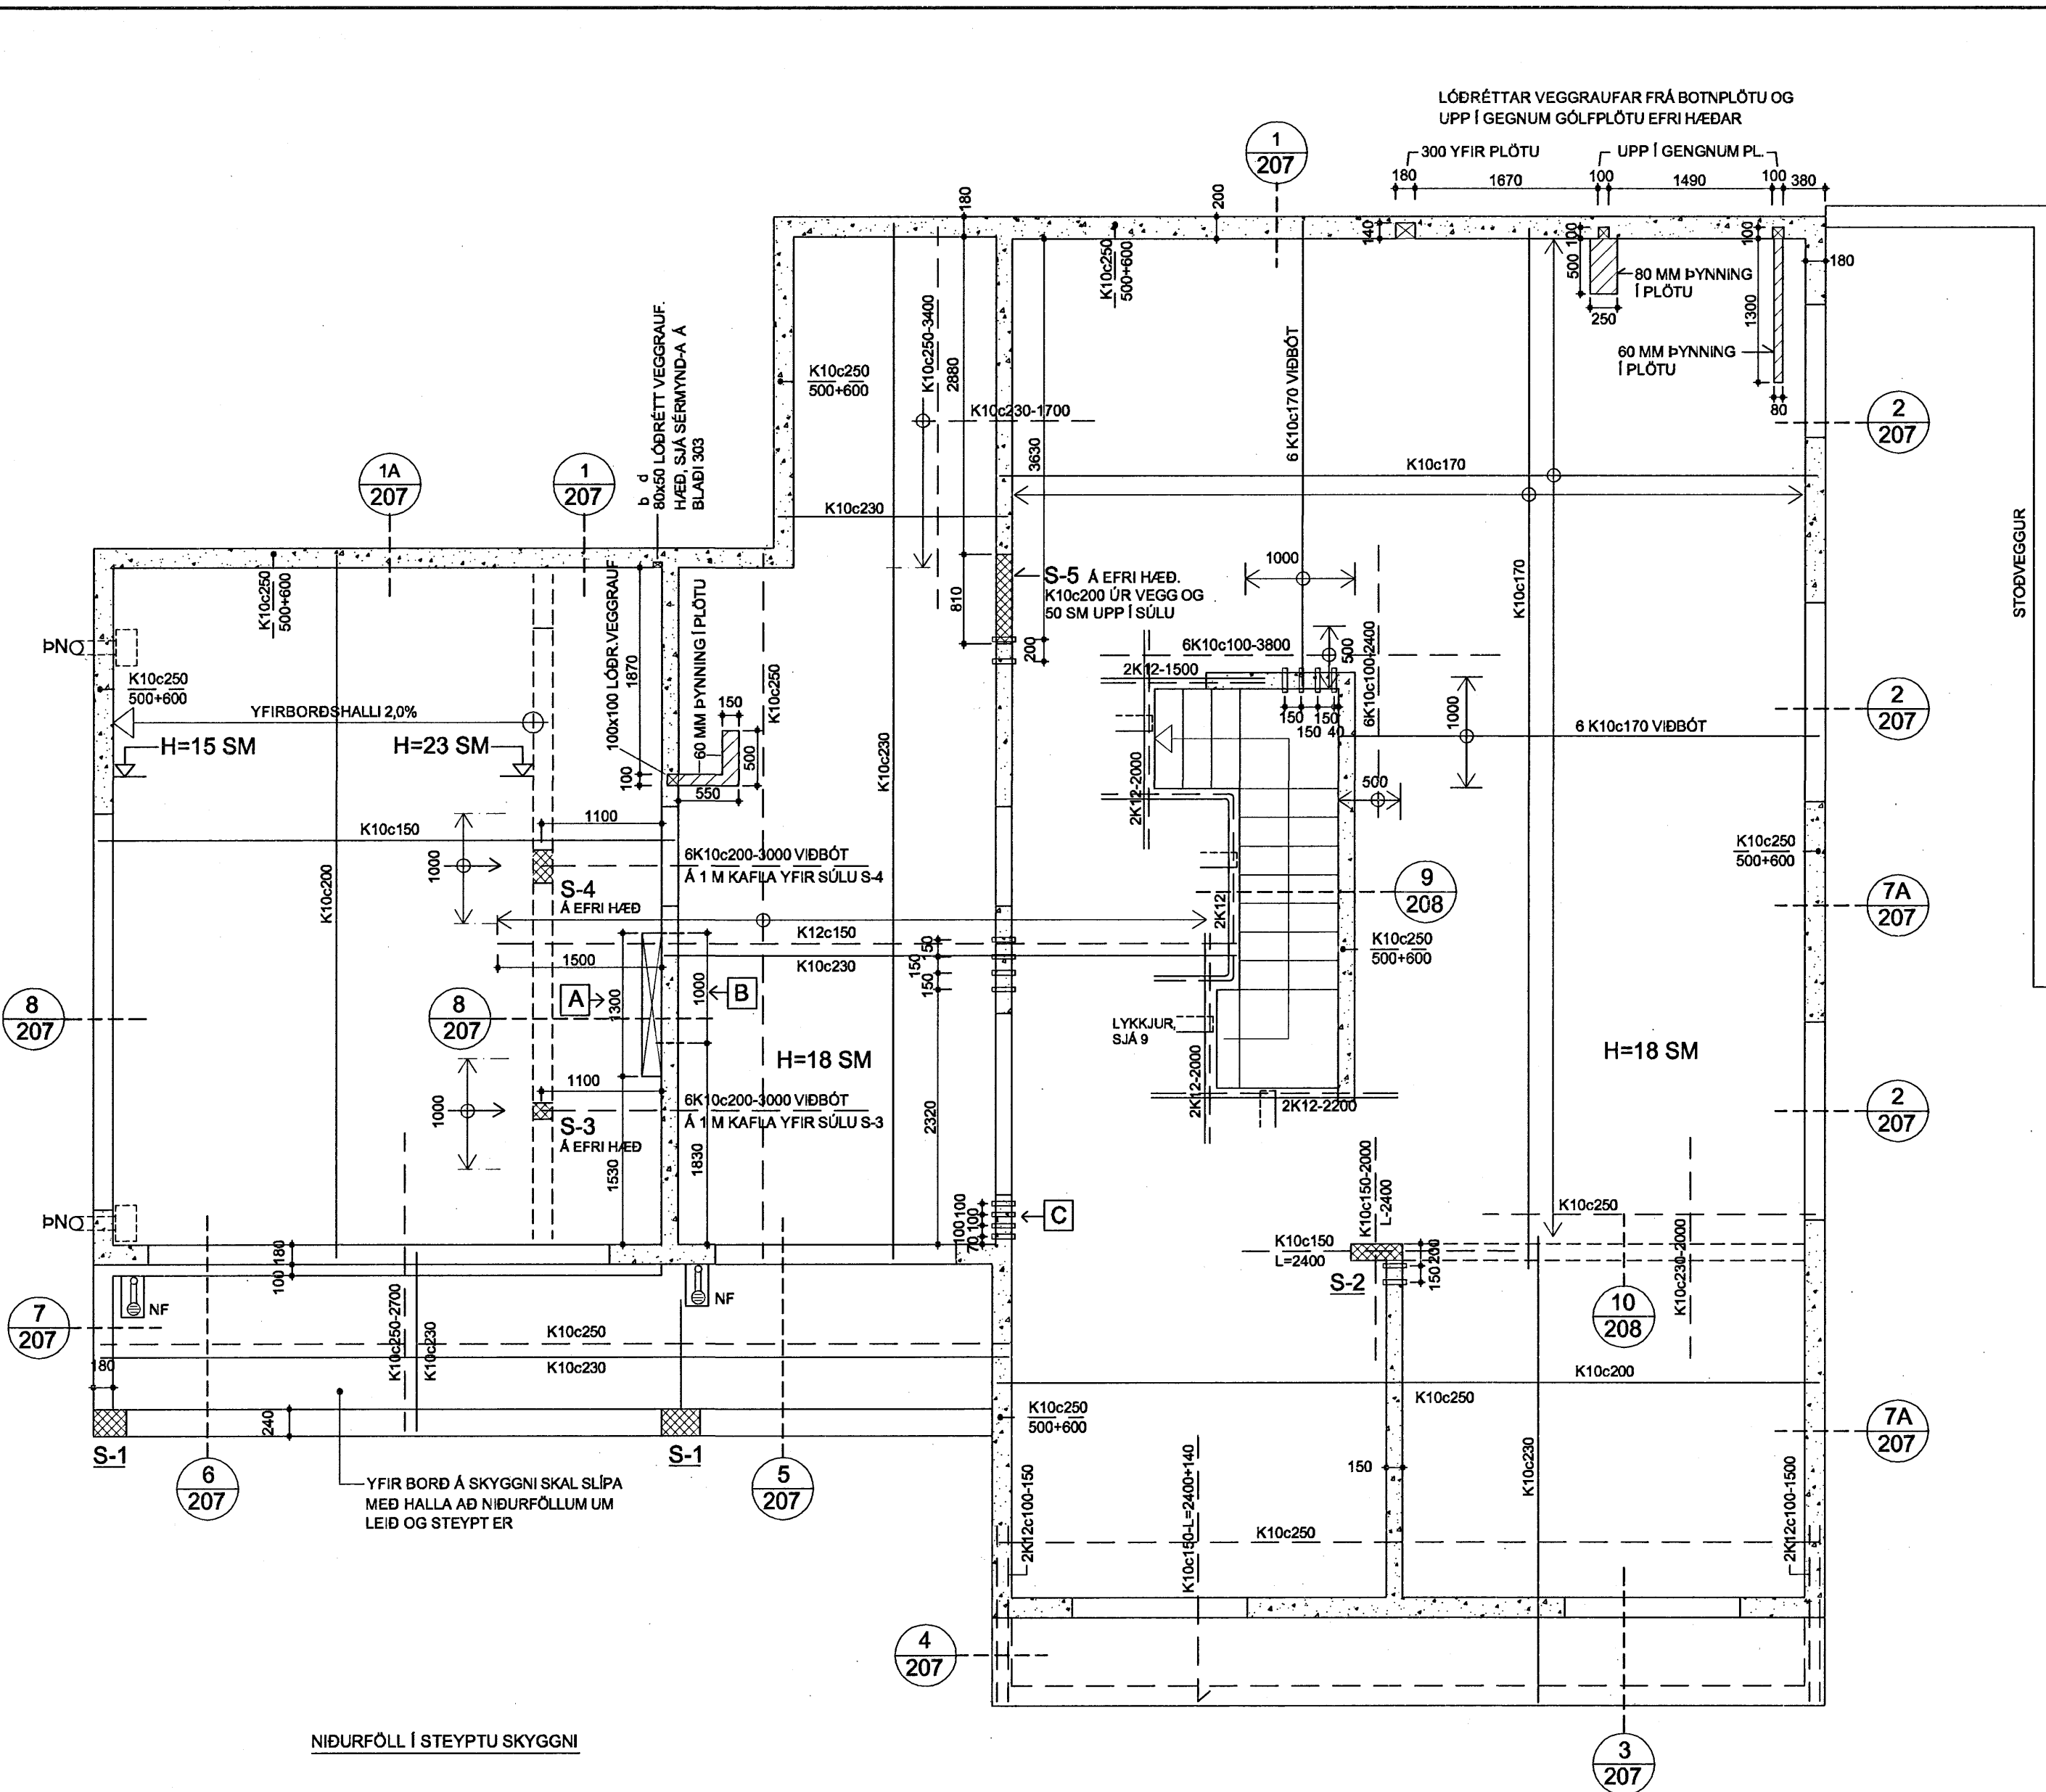 LÓÐRÉTTAR VEGGRAUFAR FRÁ BOTNPLÖTU OG
UPP Í GEGNUM GÓLFPLÖTU EFRI HÆÐAR
300 YFIR PLÖTU
UPP Í GENGNUM PL.
180
1670
100
1490
100
380
1
207
180
200
140
100
500
100
180
K10c250
500+600
80 MM ÞYNNING
Í PLÖTU
250
1300
60 MM ÞYNNING
Í PLÖTU
80
K10c250-3400
2880
K10c250
500+600
K10c230-1700
3630
6 K10c170 VIÐBÓT
2
207
K10c170
b d
80x50 LÓÐRÉTT VEGGRAUF.
HÆÐ, SJÁ SÉRMYND-A Á
BLAÐI 303
1A
207
1
207
K10c230
STOÐVEGGUR
1000
K10c170
S-5 Á EFRI HÆÐ.
K10c200 ÚR VEGG OG
50 SM UPP Í SÚLU
810
200
K10c250
500+600
100x100 LÓÐR.VEGGRAUF
1870
60 MM ÞYNNING Í PLÖTU
K10c250
ÞN
K10c250
500+600
6K10c100-3800
500
6K10c100-2400
2K12-1500
1000
2
207
YFIRBORÐSHALLI 2,0%
150
150
150
150
40
6 K10c170 VIÐBÓT
H=15 SM
H=23 SM
100
500
550
K10c230
2K12-2000
500
1100
K10c150
K10c200
1000
6K10c200-3000 VIÐBÓT
Á 1 M KAFLA YFIR SÚLU S-4
S-4
Á EFRI HÆÐ
K10c250
500+600
9
208
7A
207
2K12
K12c150
K10c230
K10c250
500+600
1500
150
150
150
A
1300
1000
B
8
207
8
207
LYKKJUR,
SJÁ 9
H=18 SM
H=18 SM
1100
1000
6K10c200-3000 VIÐBÓT
Á 1 M KAFLA YFIR SÚLU S-3
S-3
Á EFRI HÆÐ
2K12-2000
2K12-2200
2
207
1530
1830
2320
K10c150-2000
L-2400
K10c250
ÞN
100
100
100
70
C
180
100
K10c150
L=2400
S-2
200
150
K10c230-2000
NF
NF
7
207
10
208
K10c250-2700
K10c230
K10c250
K10c230
180
K10c200
K10c250
240
K10c250
500+600
7A
207
S-1
S-1
6
207
5
207
YFIR BORÐ Á SKYGGNI SKAL SLÍPA
MEÐ HALLA AÐ NIÐURFÖLLUM UM
LEIÐ OG STEYPT ER
150
K10c230
2K12c100-150
K10c150-L=2400+140
K10c250
2K12c100-1500
4
207
NIÐURFÖLL Í STEYPTU SKYGGNI
3
207